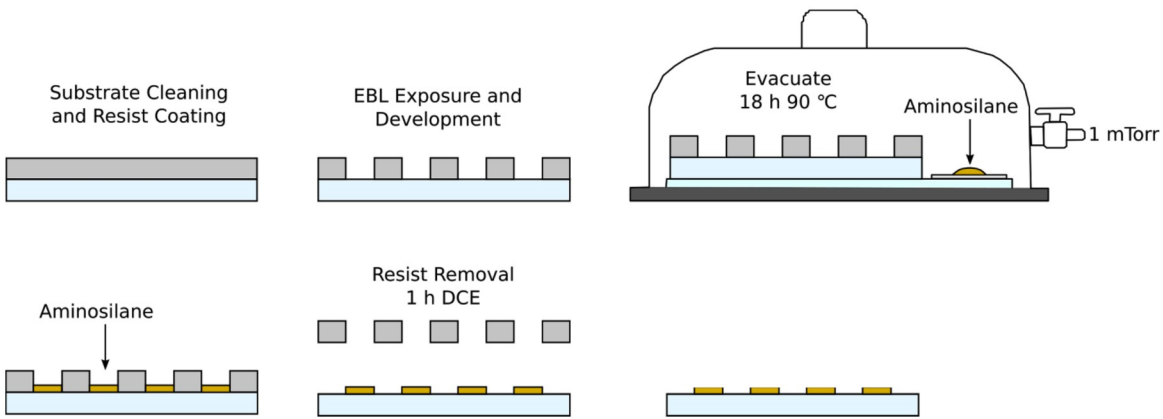 Substrate Cleaning
and Resist Coating
EBL Exposure and
Development
Evacuate
18 h 90 ℃
Aminosilane
1 mTorr
Aminosilane
Resist Removal
1 h DCE